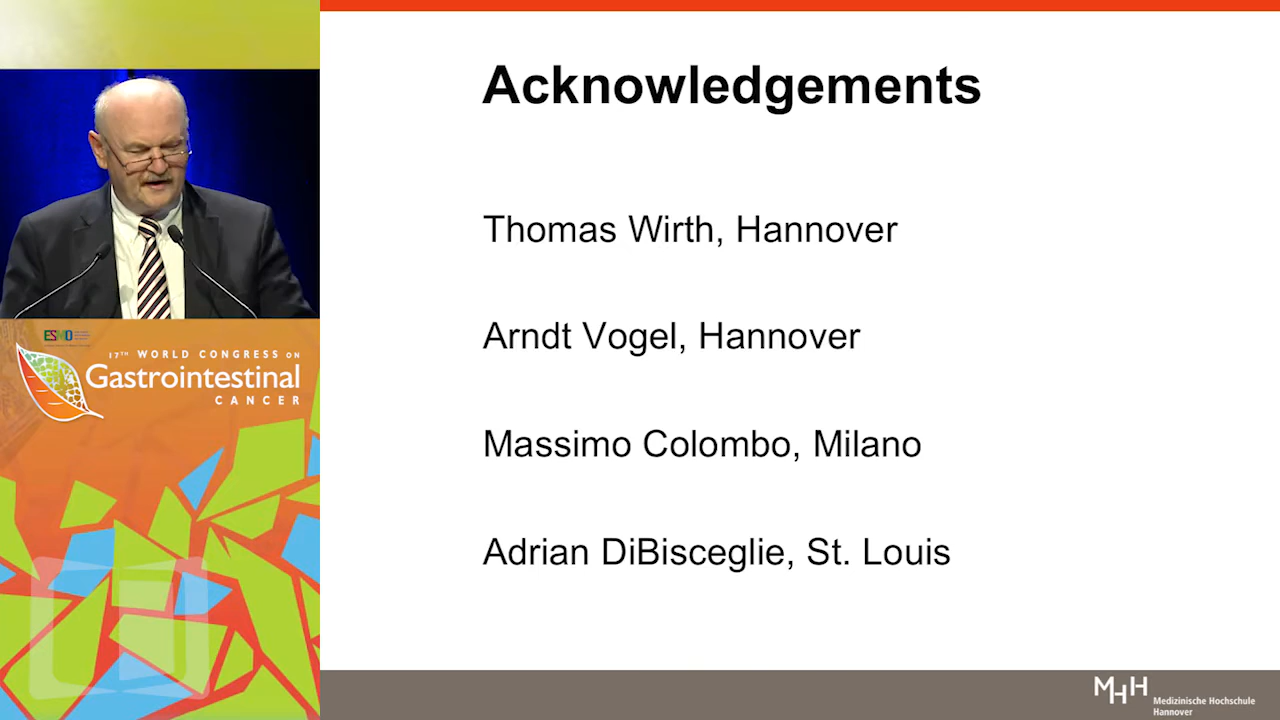 Acknowledgements
Thomas Wirth, Hannover
Arndt Vogel, Hannover
Massimo Colombo, Milano
Adrian DiBisceglie, St. Louis
ESMO
17TH WORLD CONGRESS ON
Gastrointestinal
CANCER
MHH
Medizinische Hochschule
Hannover